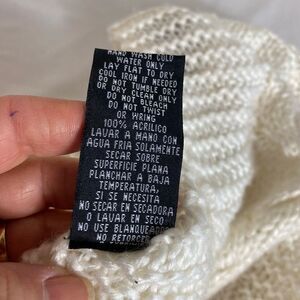 HAND WASH COLD
WATER ONLY
LAY FLAT TO DRY
COOL IRON IF NEEDED
DO NOT TUMBLE DRY
OR DRY CLEAN ONLY
DO NOT BLEACH
DO NOT TWIST
OR WRING
100% ACRILICO
LAVAR A MANO CON
AGUA FRIA SOLAMENTE
SECAR SOBRE
SUPERFICIE PLANA
PLANCHAR A BAJA
TEMPERATURA,
SI SE NECESITA
NO SECAR EN SECADORA
O LAVAR EN SECO
NO USE BLANQUEADOR
NO RETORCER